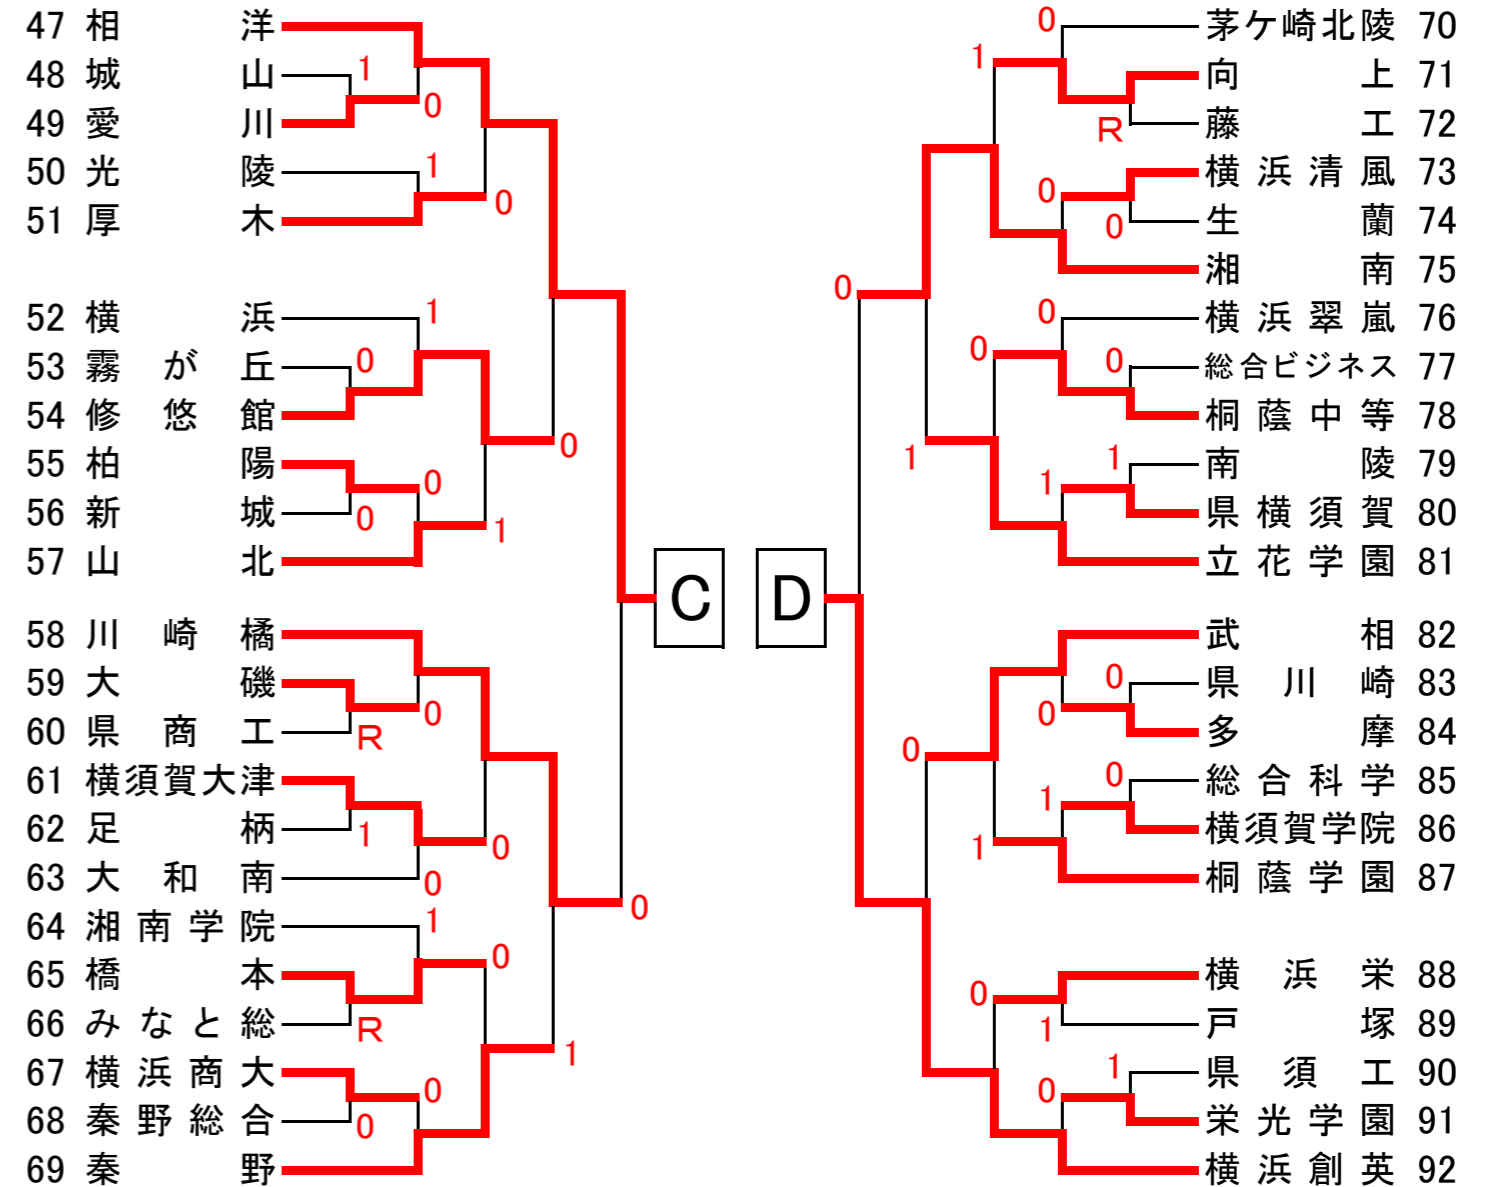 47 相洋
48 城山
1
49 愛川
0
50 光陵
1
51 厚木
0
52 横浜
1
53 霧が丘
0
54 修悠館
0
55 柏陽
0
56 新城
0
57 山北
1
58 川崎橘
59 大磯
0
60 県商工
R
61 横須賀大津
62 足柄
1
0
63 大和南
0
0
64 湘南学院
1
65 橋本
0
66 みなと総
R
1
67 横浜商大
0
68 秦野総合
0
69 秦野
C
D
0
茅ケ崎北陵 70
1
向上 71
R
藤工 72
0
横浜清風 73
0
生蘭 74
湘南 75
0
0
横浜翠嵐 76
0
0
総合ビジネス 77
桐蔭中等 78
1
1
南陵 79
1
県横須賀 80
立花学園 81
武相 82
0
県川崎 83
0
多摩 84
0
0
総合科学 85
1
横須賀学院 86
1
桐蔭学園 87
0
横浜栄 88
1
戸塚 89
1
県須工 90
0
栄光学園 91
横浜創英 92